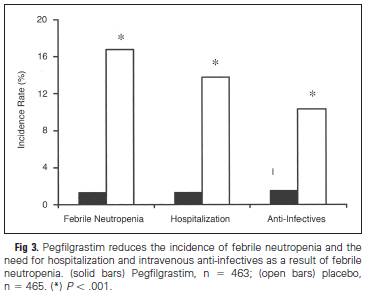 20
16
12
8
4
0
Incidence Rate (%)
*
*
*
Febrile Neutropenia Hospitalization Anti-Infectives
Fig 3. Pegfilgrastim reduces the incidence of febrile neutropenia and the
need for hospitalization and intravenous anti-infectives as a result of febrile
neutropenia. (solid bars) Pegfilgrastim, n = 463; (open bars) placebo,
n = 465. (*) P < .001.